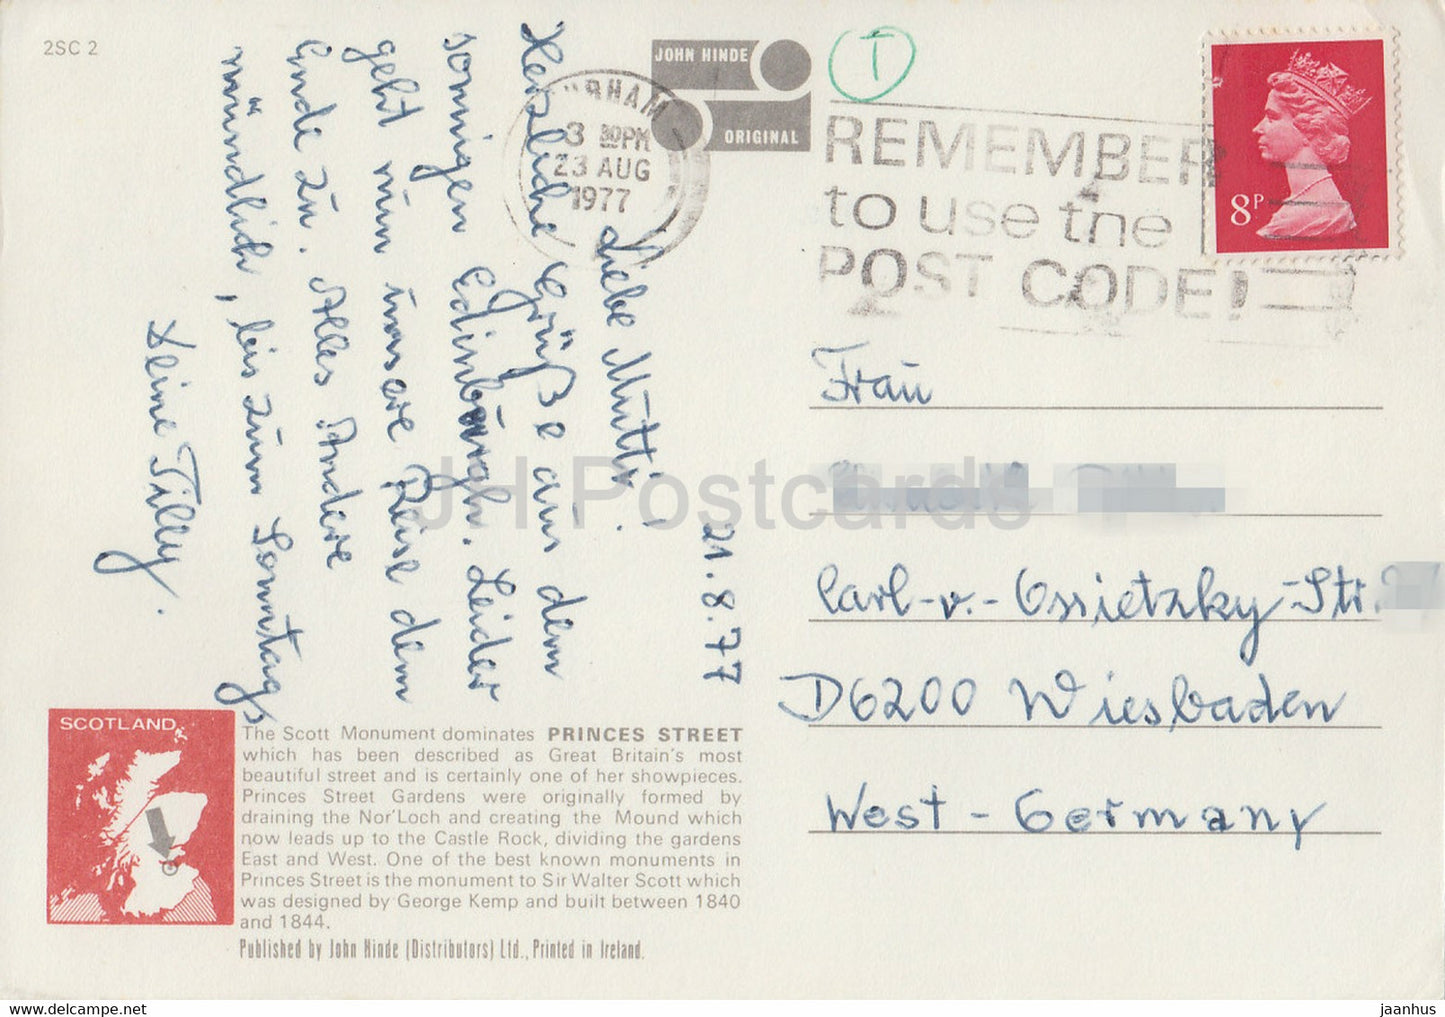 2SC 2
JOHN HINDE
ORIGINAL
T
3 30PM
23 AUG
1977
REMEMBER
to use the
POST CODE!
8P
21.8.77
Liebe Mutti!
Herzliche Grüße aus dem
sonnigen Edinburgh. Leider
geht nun unsere Reise dem
Ende zu. Alles Andere
mündlich, bis zum Sonntag
Deine Tilly.
Frau
Carl-v.-Ossietzky-Str.
D6200 Wiesbaden
West-Germany
JH Postcards
SCOTLAND
The Scott Monument dominates PRINCES STREET
which has been described as Great Britain's most
beautiful street and is certainly one of her showpieces.
Princes Street Gardens were originally formed by
draining the Nor'Loch and creating the Mound which
now leads up to the Castle Rock, dividing the gardens
East and West. One of the best known monuments in
Princes Street is the monument to Sir Walter Scott which
was designed by George Kemp and built between 1840
and 1844.
Published by John Hinde (Distributors) Ltd., Printed in Ireland.
delcampe.net
jaanhus